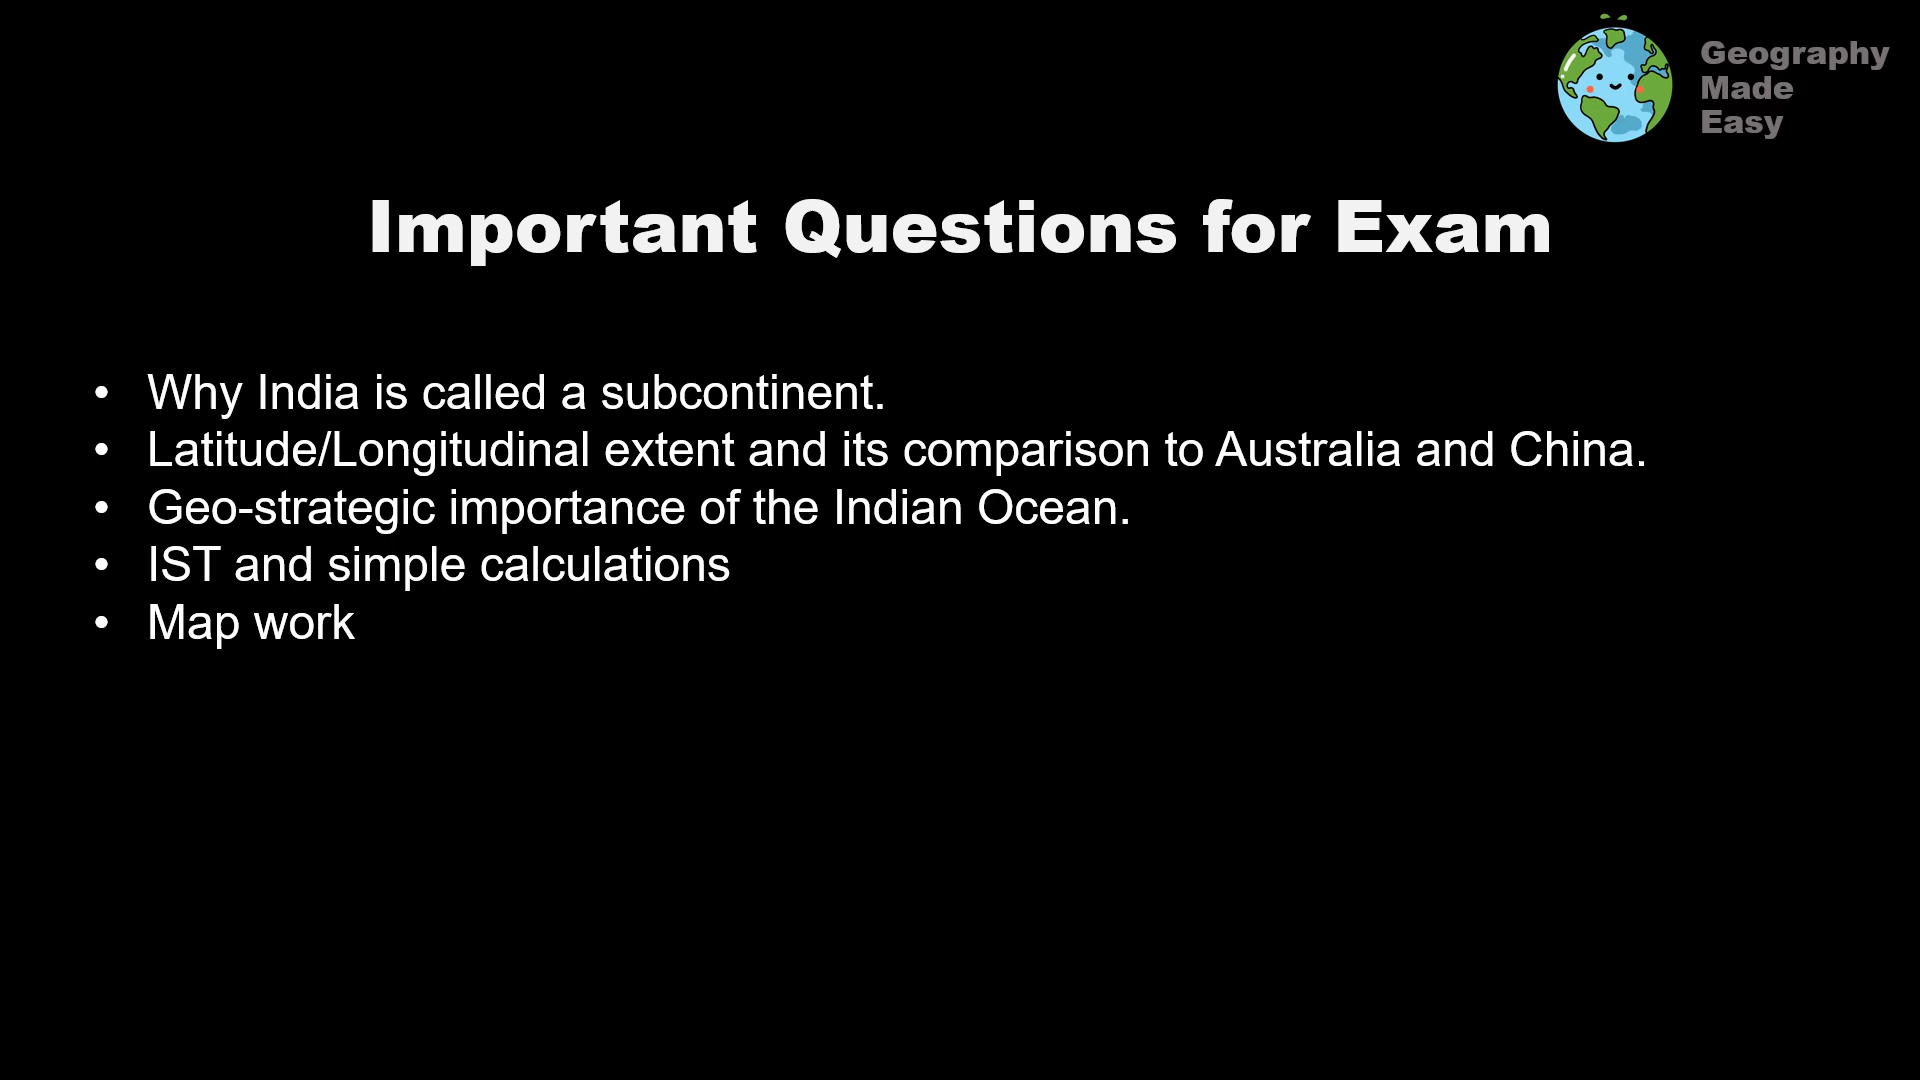 Geography
Made
Easy
Important Questions for Exam
• Why India is called a subcontinent.
• Latitude/Longitudinal extent and its comparison to Australia and China.
• Geo-strategic importance of the Indian Ocean.
• IST and simple calculations
• Map work